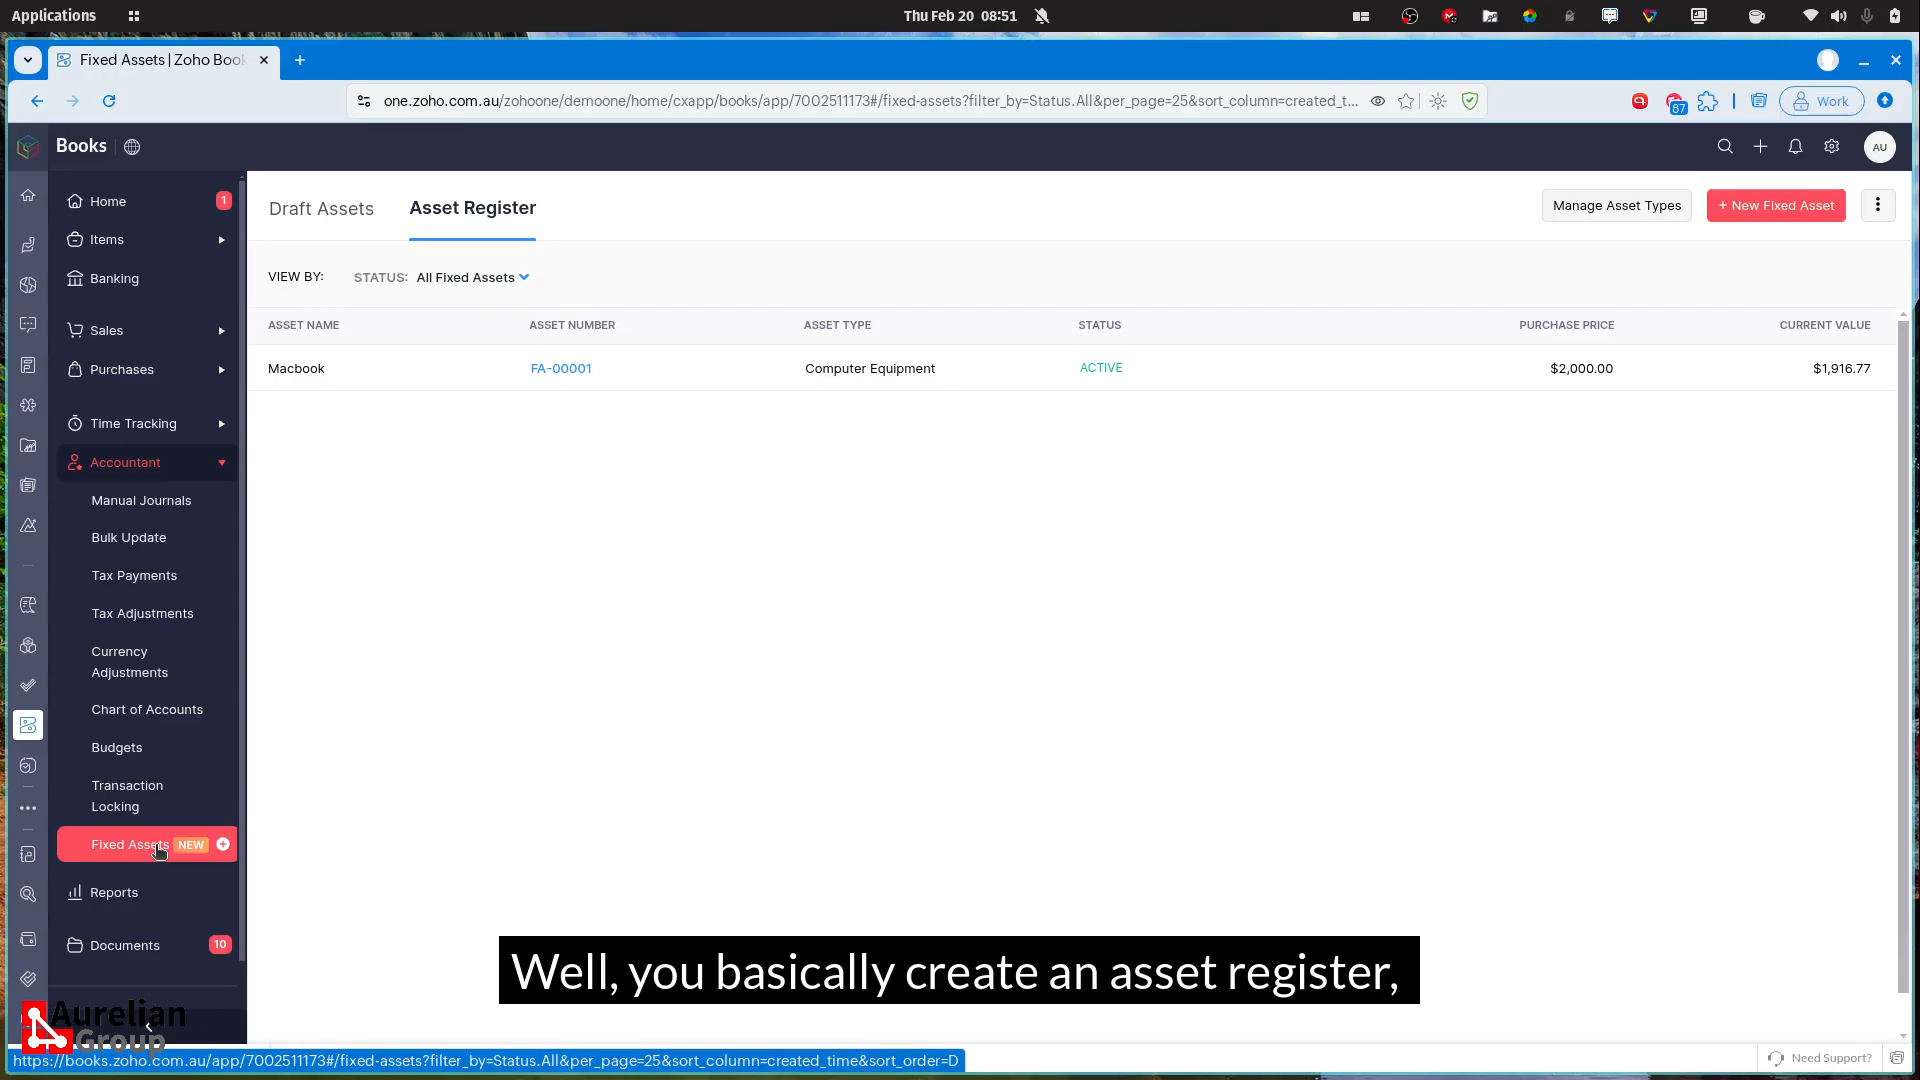 Applications
Thu Feb 20 08:51
Fixed Assets | Zoho Book
one.zoho.com.au/zohoone/demoone/home/cxapp/books/app/7002511173#/fixed-assets?filter_by=Status.All&per_page=25&sort_column=created_t...
87
Work
Books
AU
Home
1
Items
Banking
Sales
Purchases
Time Tracking
Accountant
Manual Journals
Bulk Update
Tax Payments
Tax Adjustments
Currency
Adjustments
Chart of Accounts
Budgets
Transaction
Locking
Fixed Assets NEW
Reports
Documents
10
Draft Assets
Asset Register
Manage Asset Types
+ New Fixed Asset
VIEW BY: STATUS: All Fixed Assets
ASSET NAME ASSET NUMBER ASSET TYPE STATUS PURCHASE PRICE CURRENT VALUE
Macbook FA-00001 Computer Equipment ACTIVE $2,000.00 $1,916.77
Well, you basically create an asset register,
Aurelian
Group
https://books.zoho.com.au/app/7002511173#/fixed-assets?filter_by=Status.All&per_page=25&sort_column=created_time&sort_order=D
Need Support?